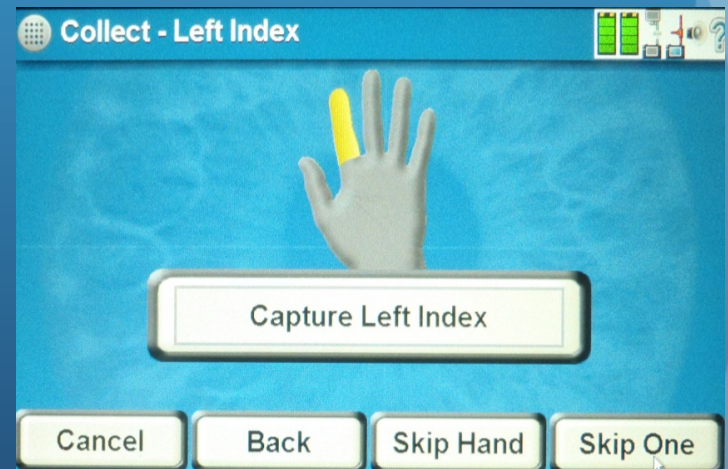 Collect - Left Index
?
Capture Left Index
Cancel
Back
Skip Hand
Skip One